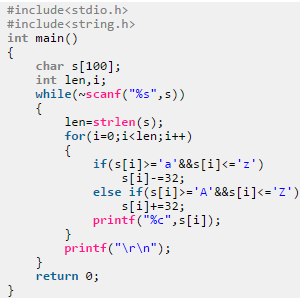 #include<stdio.h>
#include<string.h>
int main()
{
    char s[100];
    int len,i;
    while(~scanf("%s",s))
    {
        len=strlen(s);
        for(i=0;i<len;i++)
        {
            if(s[i]>='a'&&s[i]<='z')
                s[i]-=32;
            else if(s[i]>='A'&&s[i]<='Z')
                s[i]+=32;
            printf("%c",s[i]);
        }
        printf("\r\n");
    }
    return 0;
}